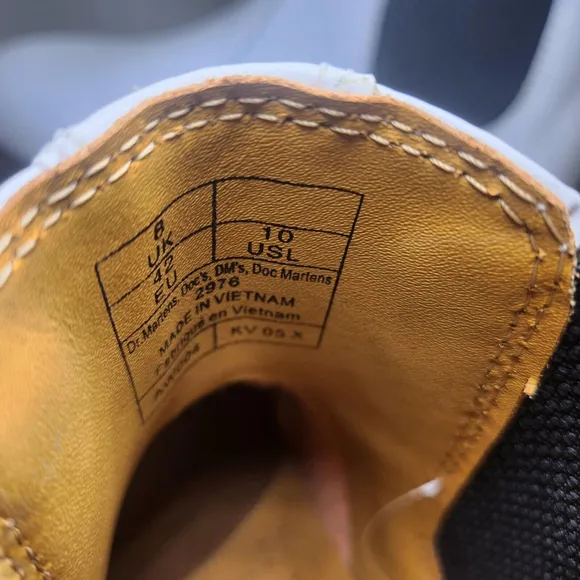 8
UK
10
USL
42
EU
Dr.Martens, Doc's, DM's, Doc Martens
2976
MADE IN VIETNAM
Fabriqué en Vietnam
KV 05 X